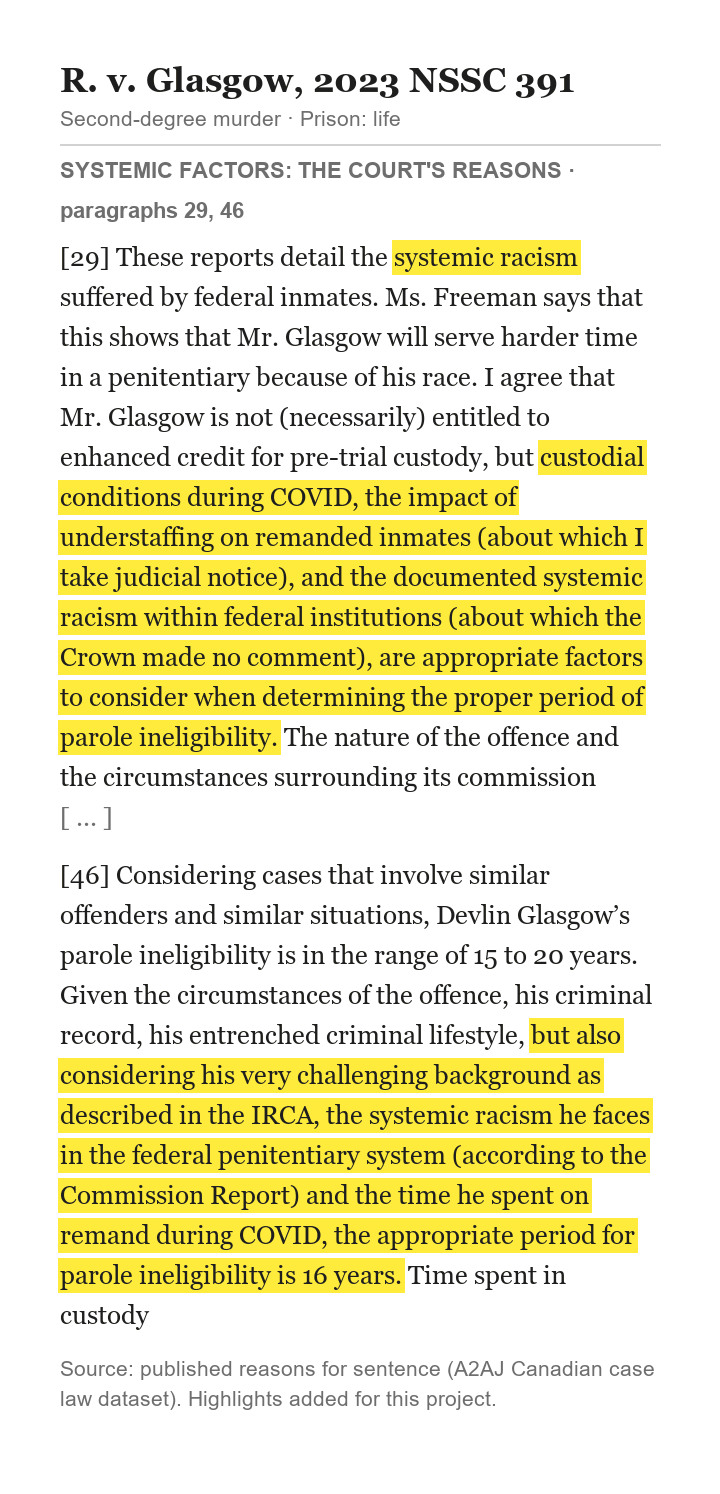 R. v. Glasgow, 2023 NSSC 391
Second-degree murder · Prison: life
SYSTEMIC FACTORS: THE COURT'S REASONS ·
paragraphs 29, 46
[29] These reports detail the systemic racism
suffered by federal inmates. Ms. Freeman says that
this shows that Mr. Glasgow will serve harder time
in a penitentiary because of his race. I agree that
Mr. Glasgow is not (necessarily) entitled to
enhanced credit for pre-trial custody, but custodial
conditions during COVID, the impact of
understaffing on remanded inmates (about which I
take judicial notice), and the documented systemic
racism within federal institutions (about which the
Crown made no comment), are appropriate factors
to consider when determining the proper period of
parole ineligibility. The nature of the offence and
the circumstances surrounding its commission
[ ... ]
[46] Considering cases that involve similar
offenders and similar situations, Devlin Glasgow’s
parole ineligibility is in the range of 15 to 20 years.
Given the circumstances of the offence, his criminal
record, his entrenched criminal lifestyle, but also
considering his very challenging background as
described in the IRCA, the systemic racism he faces
in the federal penitentiary system (according to the
Commission Report) and the time he spent on
remand during COVID, the appropriate period for
parole ineligibility is 16 years. Time spent in
custody
Source: published reasons for sentence (A2AJ Canadian case
law dataset). Highlights added for this project.